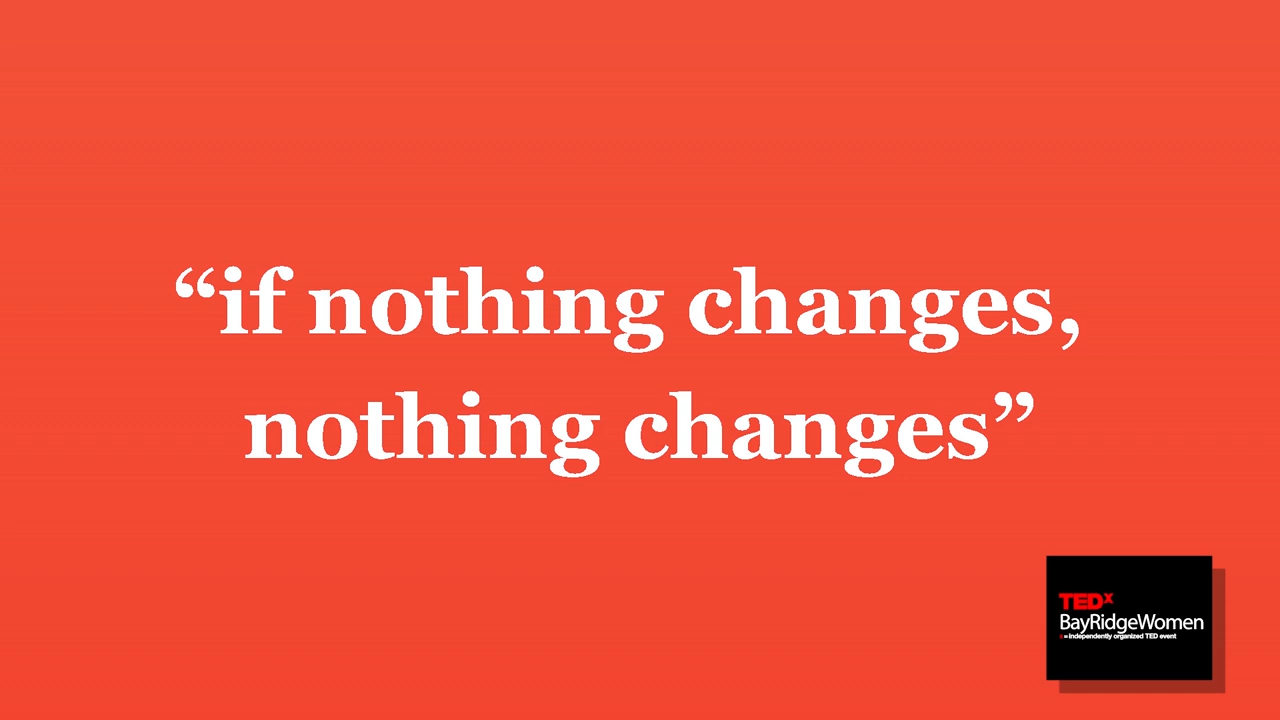 “if nothing changes,
nothing changes”
TEDx
BayRidgeWomen
x = independently organized TED event